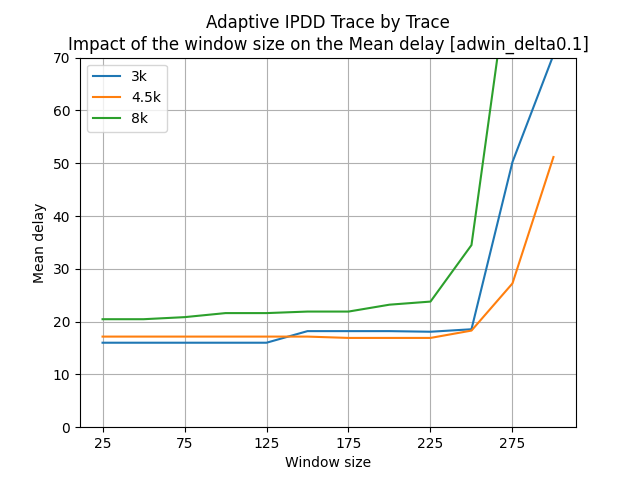 Adaptive IPDD Trace by Trace
Impact of the window size on the Mean delay [adwin_delta0.1]
3k
4.5k
8k
70
60
50
40
30
20
10
0
Mean delay
25 75 125 175 225 275
Window size